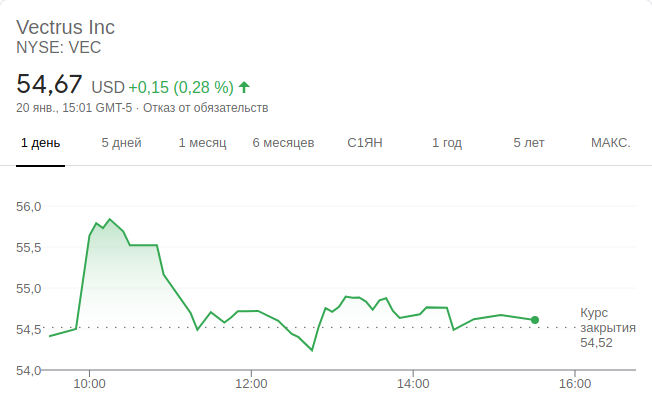 Vectrus Inc
NYSE: VEC
54,67 USD +0,15 (0,28 %)
20 янв., 15:01 GMT-5 · Отказ от обязательств
1 день 5 дней 1 месяц 6 месяцев С1ЯН 1 год 5 лет МАКС.
56,0
55,5
55,0
54,5
54,0
Курс
закрытия
54,52
10:00 12:00 14:00 16:00